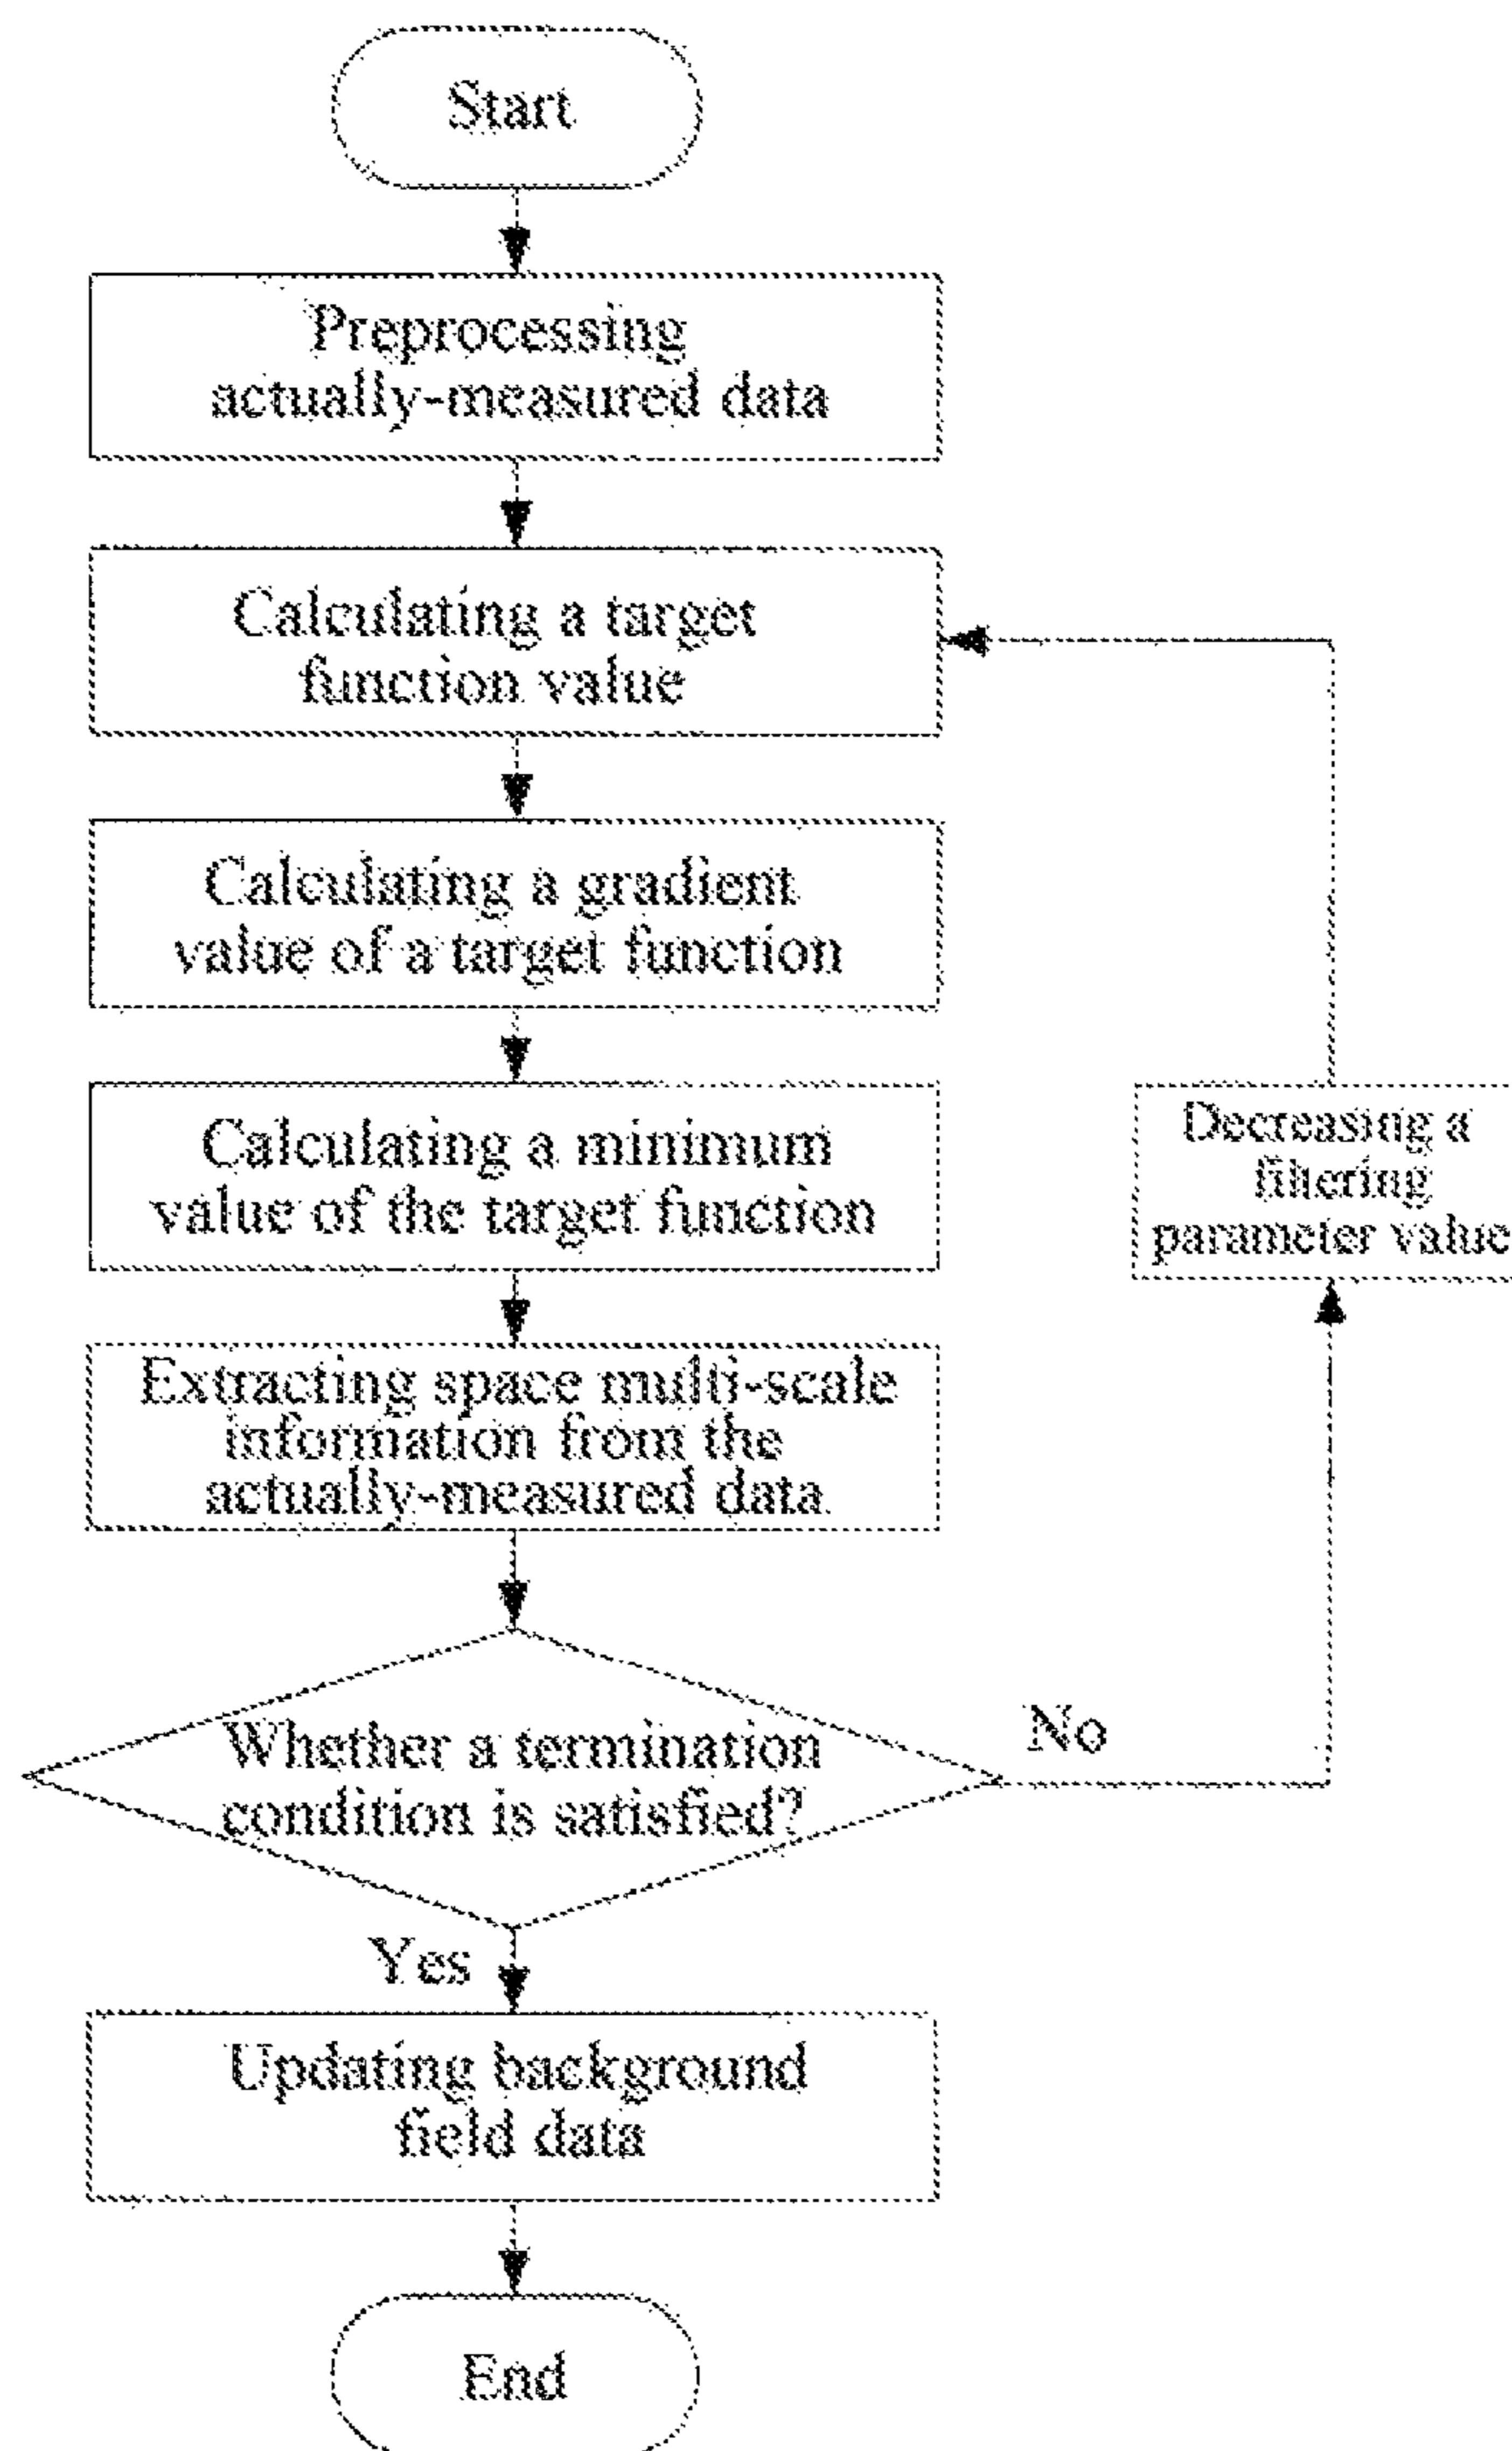 Start
Preprocessing
actually-measured data
Calculating a target
function value
Calculating a gradient
value of a target function
Calculating a minimum
value of the target function
Decreasing a
filtering
parameter value
Extracting space multi-scale
information from the
actually-measured data
Whether a termination
condition is satisfied?
No
Yes
Updating background
field data
End